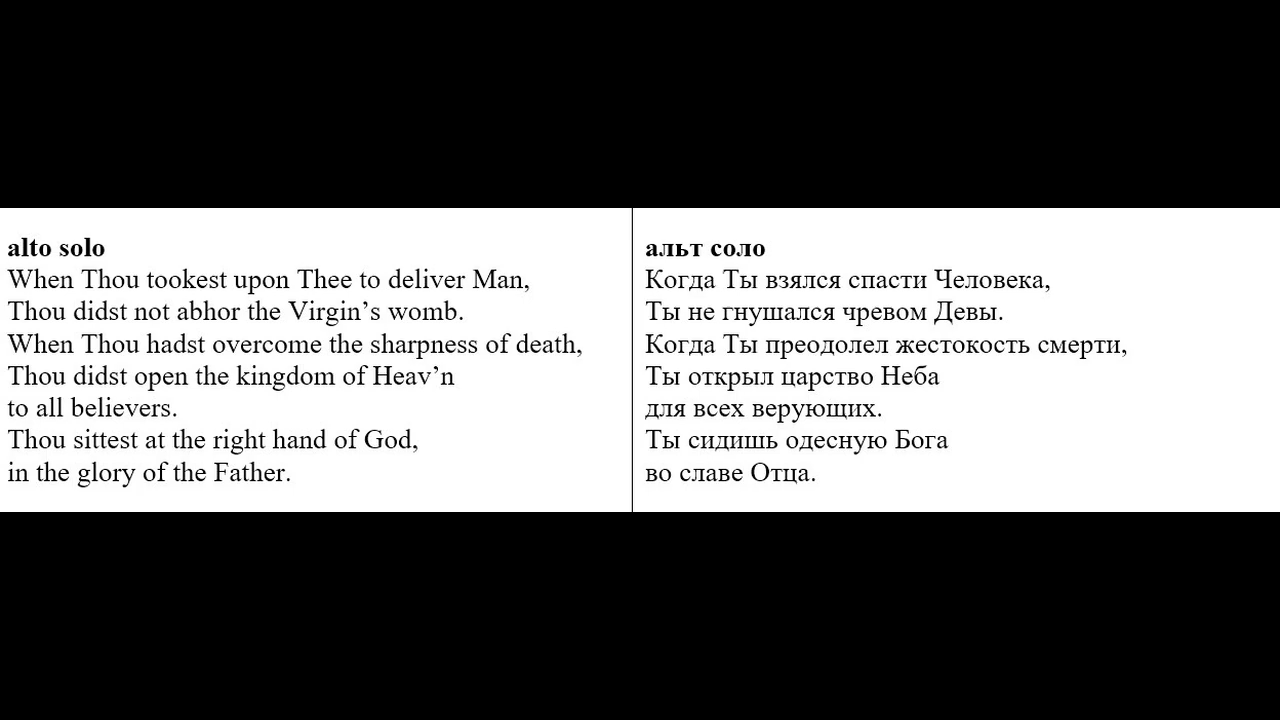 alto solo
When Thou tookest upon Thee to deliver Man,
Thou didst not abhor the Virgin’s womb.
When Thou hadst overcome the sharpness of death,
Thou didst open the kingdom of Heav’n
to all believers.
Thou sittest at the right hand of God,
in the glory of the Father.
альт соло
Когда Ты взялся спасти Человека,
Ты не гнушался чревом Девы.
Когда Ты преодолел жестокость смерти,
Ты открыл царство Неба
для всех верующих.
Ты сидишь одесную Бога
во славе Отца.